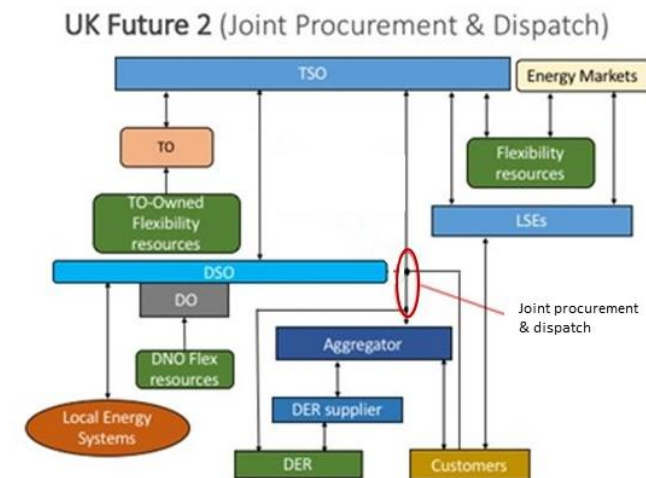 UK Future 2 (Joint Procurement & Dispatch)
TSO
Energy Markets
TO
Flexibility
resources
TO-Owned
Flexibility
resources
LSEs
DSO
DO
Joint procurement
& dispatch
Aggregator
DNO Flex
resources
DER supplier
Local Energy
Systems
DER
Customers